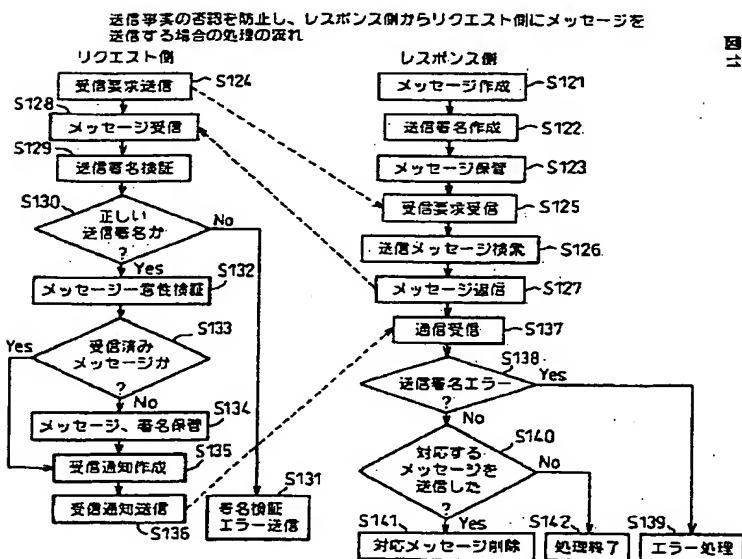 送信事実の否認を防止し、レスポンス側からリクエスト側にメッセージを
送信する場合の処理の流れ
図11
リクエスト側
受信要求送信
S124
S128
メッセージ受信
S129
送信署名検証
S130
正しい
送信署名か
?
No
Yes
S132
メッセージ一意性検証
S133
Yes
受信済み
メッセージか
?
No
S134
メッセージ、署名保管
S135
受信通知作成
受信通知送信
S136
S131
署名検証
エラー送信
レスポンス側
メッセージ作成
S121
送信署名作成
S122
メッセージ保管
S123
受信要求受信
S125
送信メッセージ検索
S126
メッセージ返信
S127
通信受信
S137
S138
送信署名エラー
?
Yes
No
S140
対応する
メッセージを
送信した
?
No
S141
Yes
S142
S139
対応メッセージ削除
処理終了
エラー処理